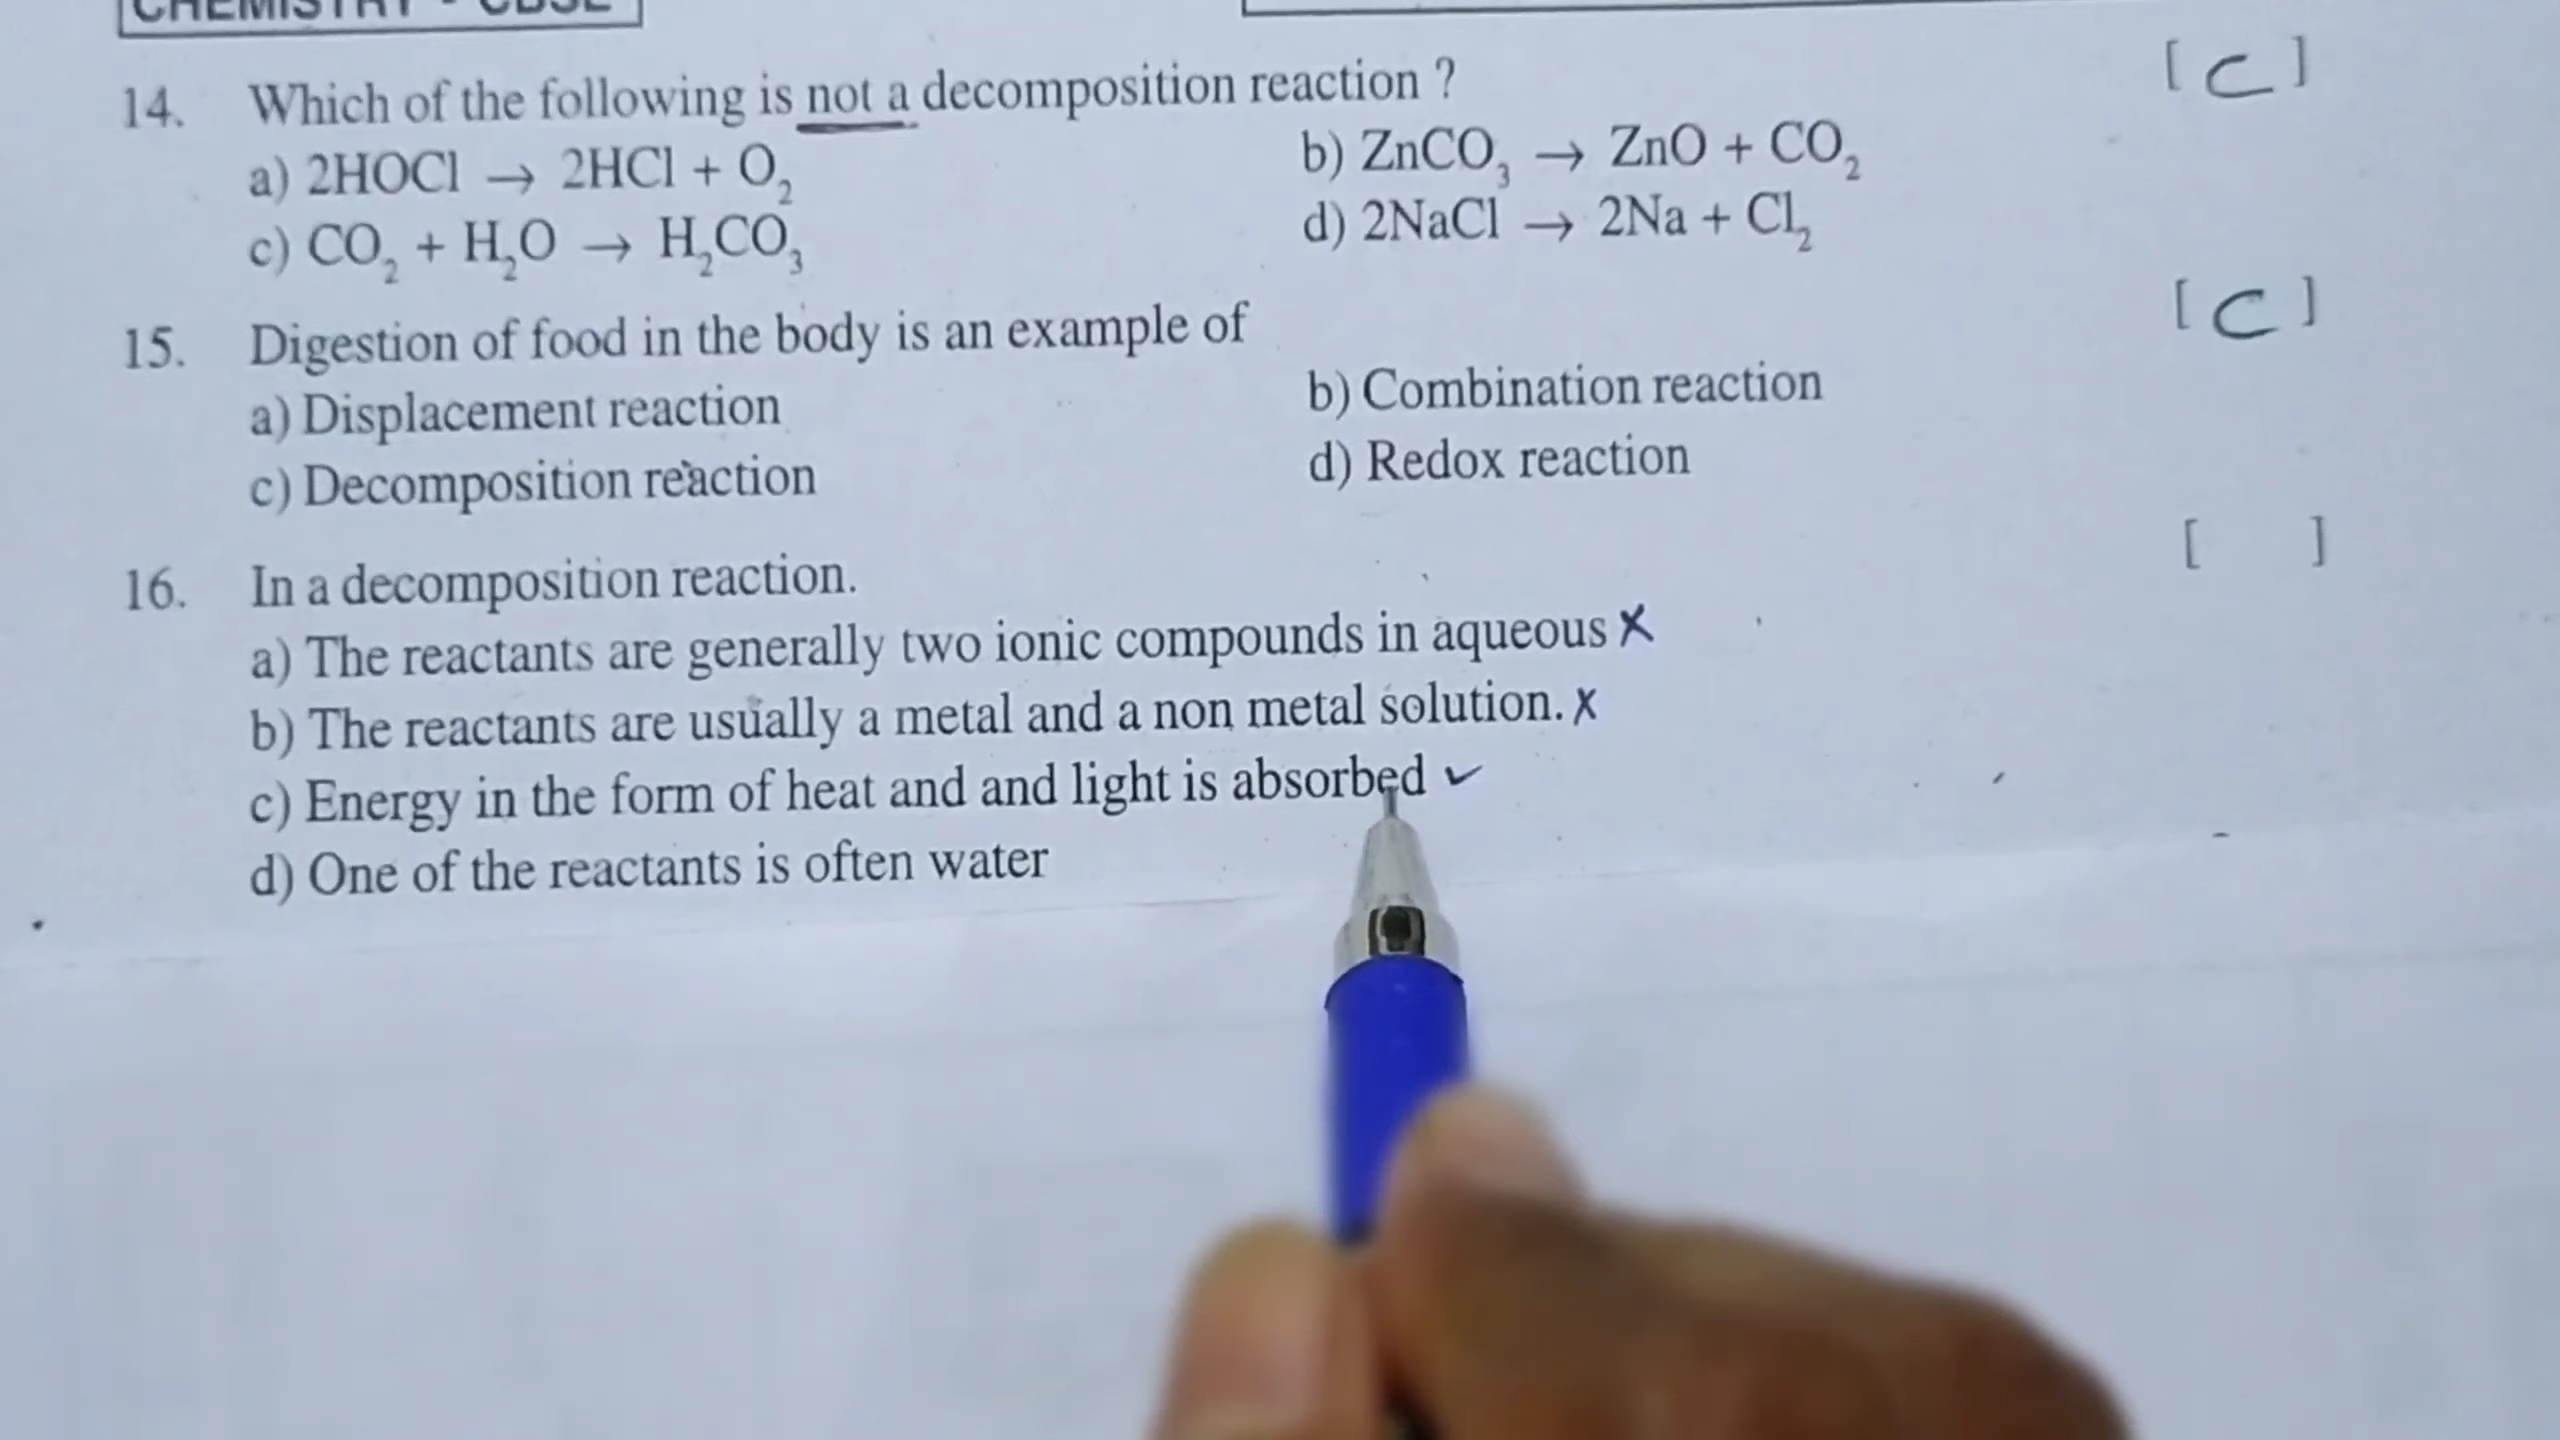 CHEMISTRY - CBSE
14. Which of the following is not a decomposition reaction ? [ C ]
a) 2HOCl → 2HCl + O₂ b) ZnCO₃ → ZnO + CO₂
c) CO₂ + H₂O → H₂CO₃ d) 2NaCl → 2Na + Cl₂
15. Digestion of food in the body is an example of [ C ]
a) Displacement reaction b) Combination reaction
c) Decomposition reaction d) Redox reaction
16. In a decomposition reaction. [ ]
a) The reactants are generally two ionic compounds in aqueous ✗
b) The reactants are usually a metal and a non metal solution. ✗
c) Energy in the form of heat and and light is absorbed ✓
d) One of the reactants is often water